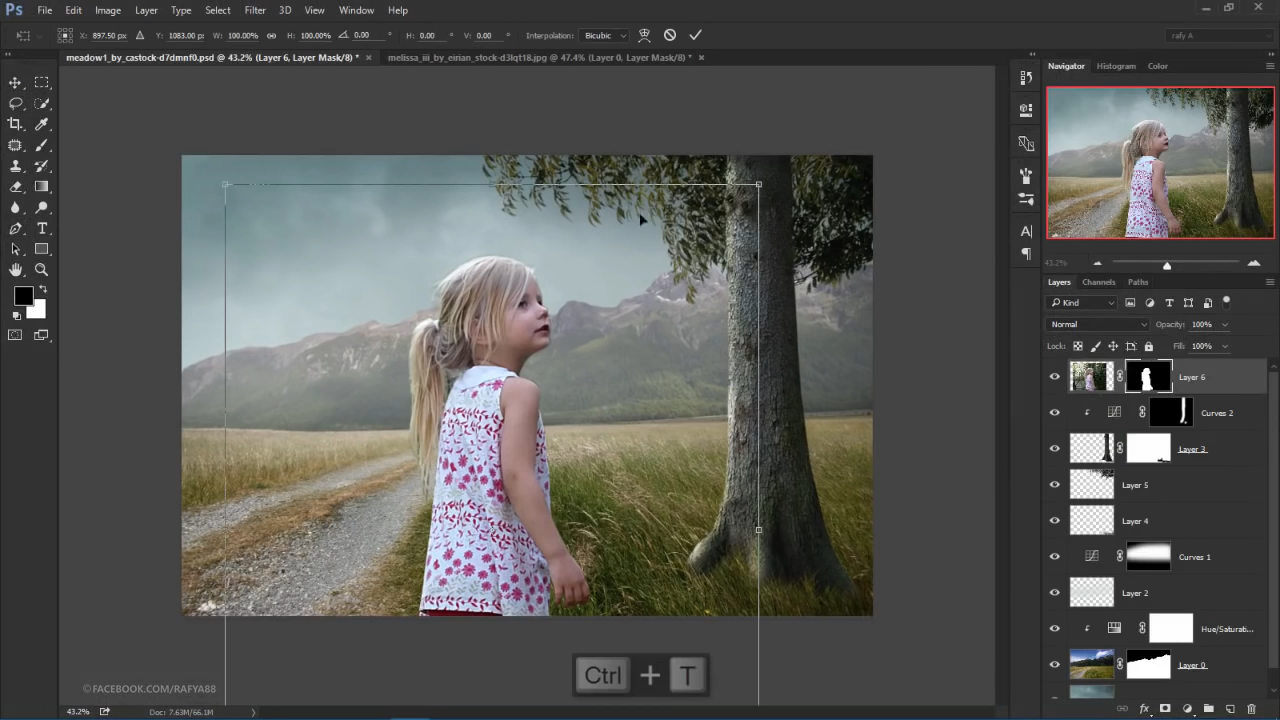 Ps File Edit Image Layer Type Select Filter 3D View Window Help
X: 897.50 px Y: 1083.00 px W: 100.00% H: 100.00% 0.00 ° H: 0.00 ° V: 0.00 ° Interpolation: Bicubic rafy A
meadow1_by_castock-d7dmnf0.psd @ 43.2% (Layer 6, Layer Mask/8) * × melissa_iii_by_eirian_stock-d3lqt18.jpg @ 47.4% (Layer 0, Layer Mask/8) * ×
Navigator Histogram Color
43.2%
Layers Channels Paths
Kind
Normal Opacity: 100%
Lock: Fill: 100%
Layer 6
Curves 2
Layer 3
Layer 5
Layer 4
Curves 1
Layer 2
Hue/Saturati...
Layer 0
Ctrl + T
©FACEBOOK.COM/RAFYA88
43.2% Doc: 7.63M/66.1M
fx